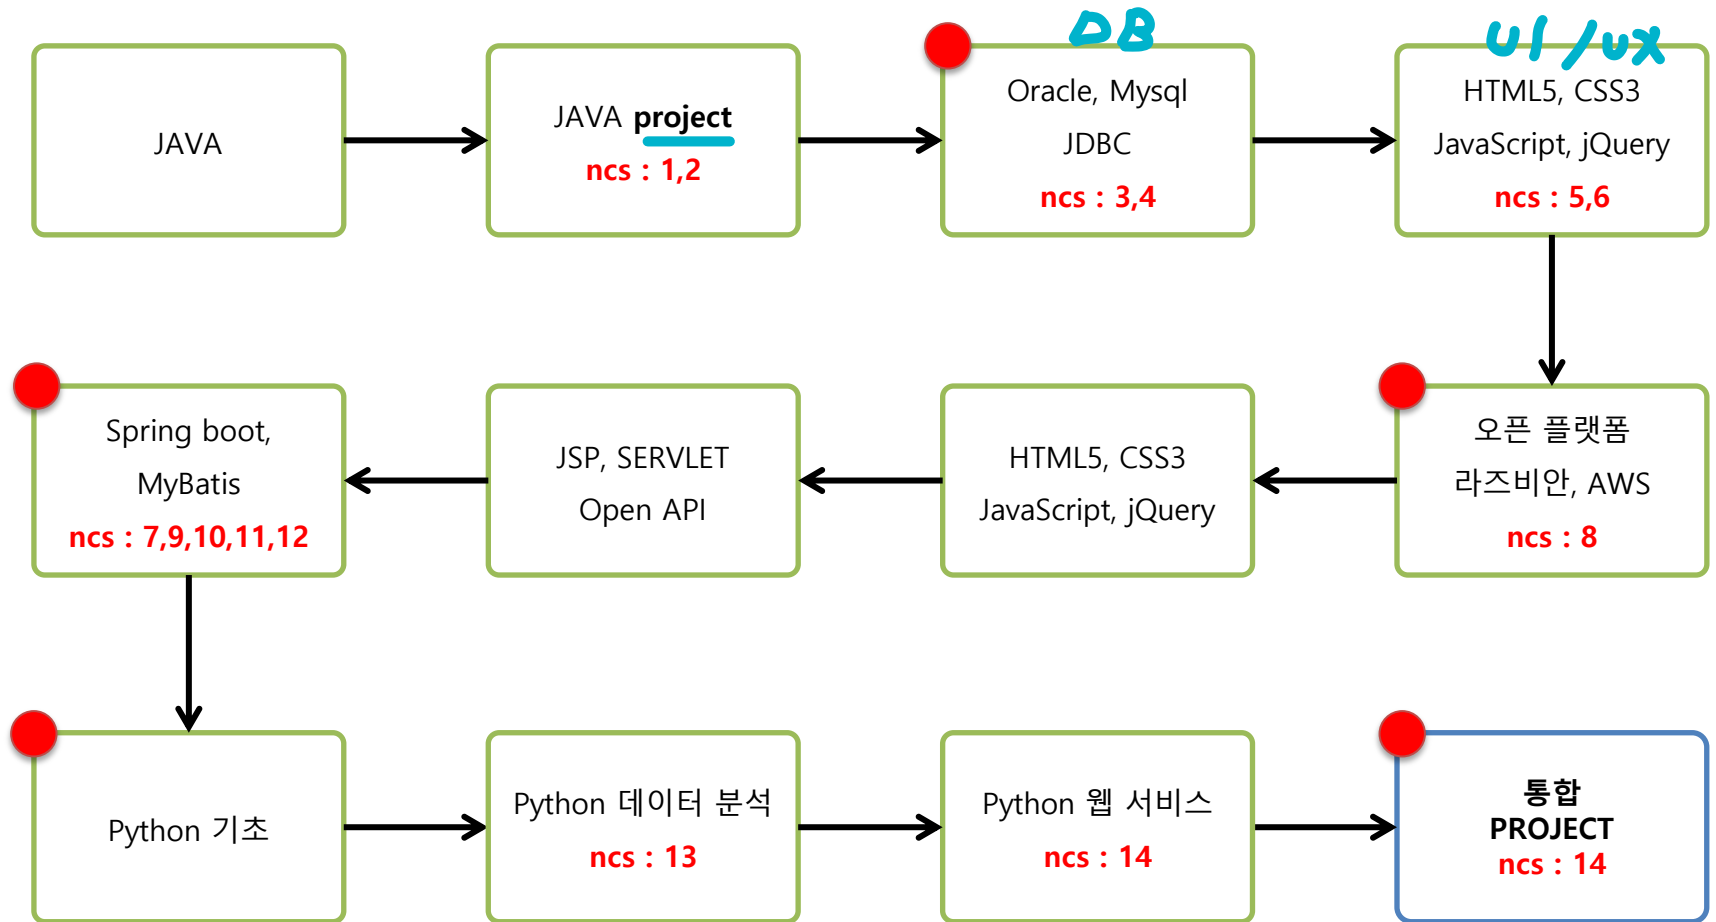 DB
UI/UX
JAVA
JAVA project
ncs : 1,2
Oracle, Mysql
JDBC
ncs : 3,4
HTML5, CSS3
JavaScript, jQuery
ncs : 5,6
Spring boot,
MyBatis
ncs : 7,9,10,11,12
JSP, SERVLET
Open API
HTML5, CSS3
JavaScript, jQuery
오픈 플랫폼
라즈비안, AWS
ncs : 8
Python 기초
Python 데이터 분석
ncs : 13
Python 웹 서비스
ncs : 14
통합
PROJECT
ncs : 14